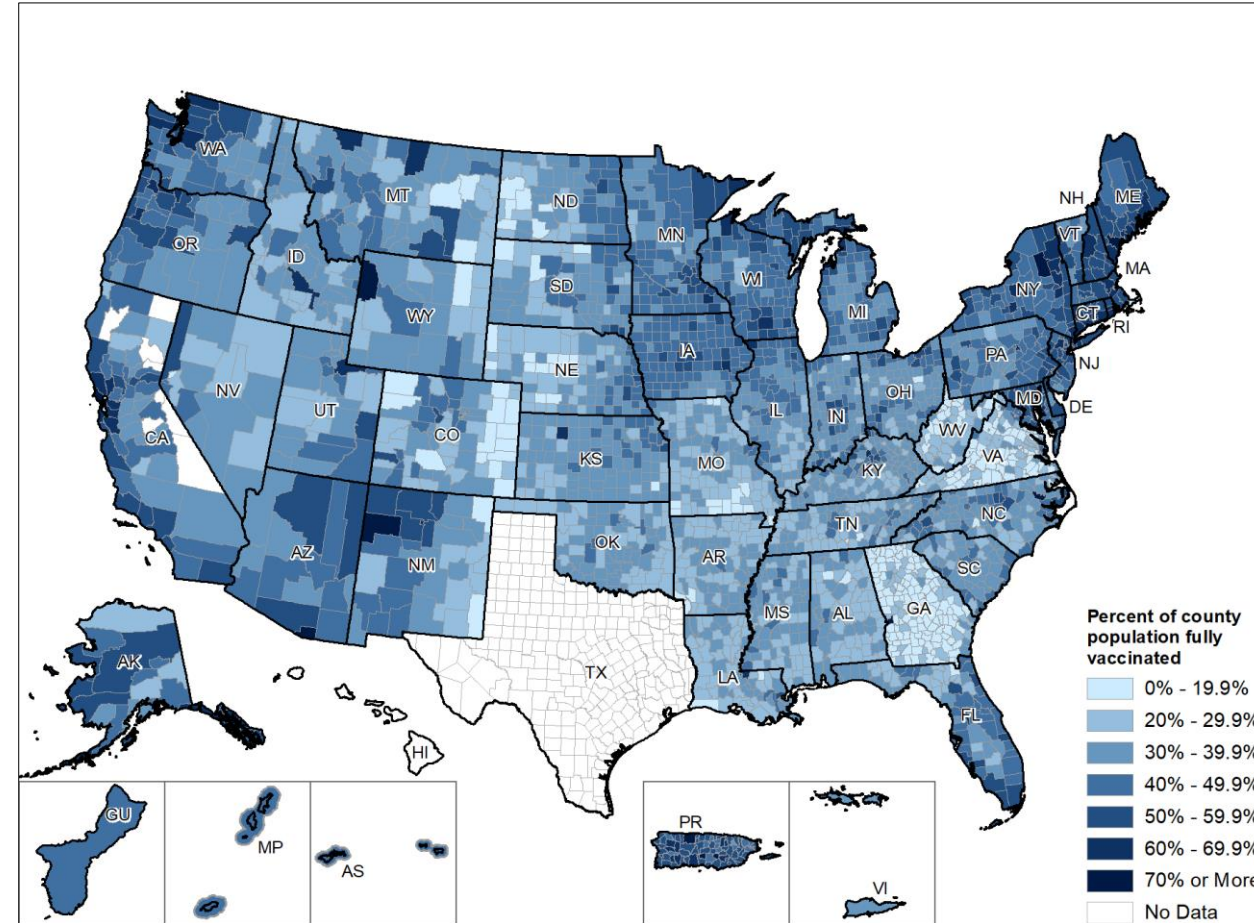 WA
MT
ND
MN
NH
ME
VT
OR
ID
SD
WI
MA
NY
WY
MI
RI
CT
IA
PA
NJ
NE
NV
OH
UT
IL
IN
MD
DE
CO
WV
CA
KS
MO
VA
KY
NC
TN
AZ
NM
OK
AR
SC
MS
AL
GA
TX
LA
AK
FL
HI
GU
MP
AS
PR
VI
Percent of county
population fully
vaccinated
0% - 19.9%
20% - 29.9%
30% - 39.9%
40% - 49.9%
50% - 59.9%
60% - 69.9%
70% or More
No Data